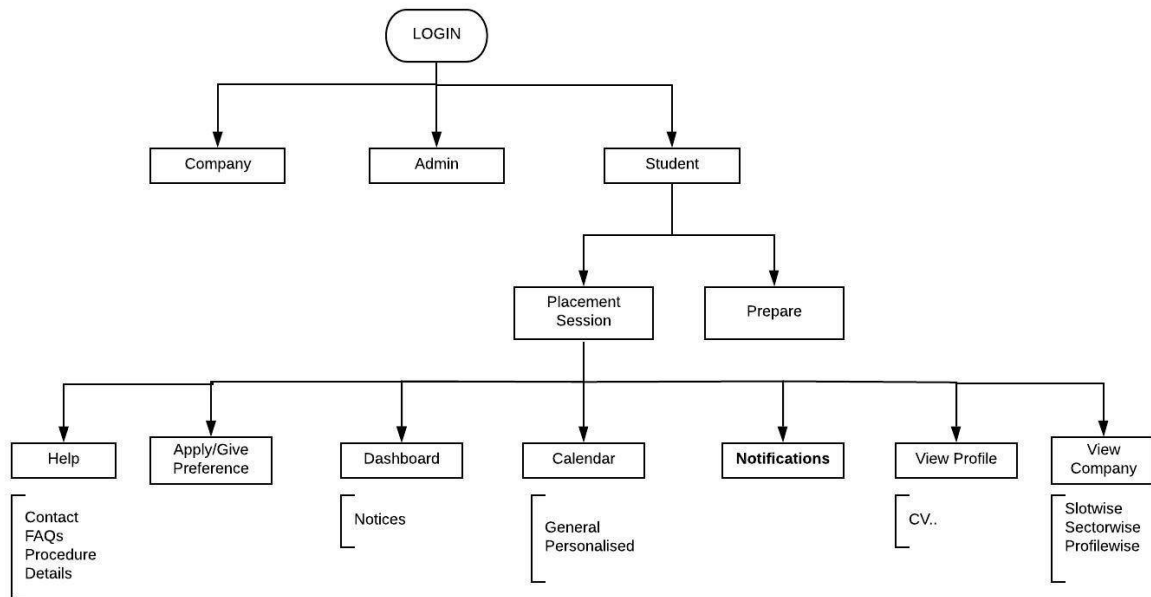 LOGIN
Company
Admin
Student
Placement
Session
Prepare
Help
Apply/Give
Preference
Dashboard
Calendar
Notifications
View Profile
View
Company
Contact
FAQs
Procedure
Details
Notices
General
Personalised
CV..
Slotwise
Sectorwise
Profilewise